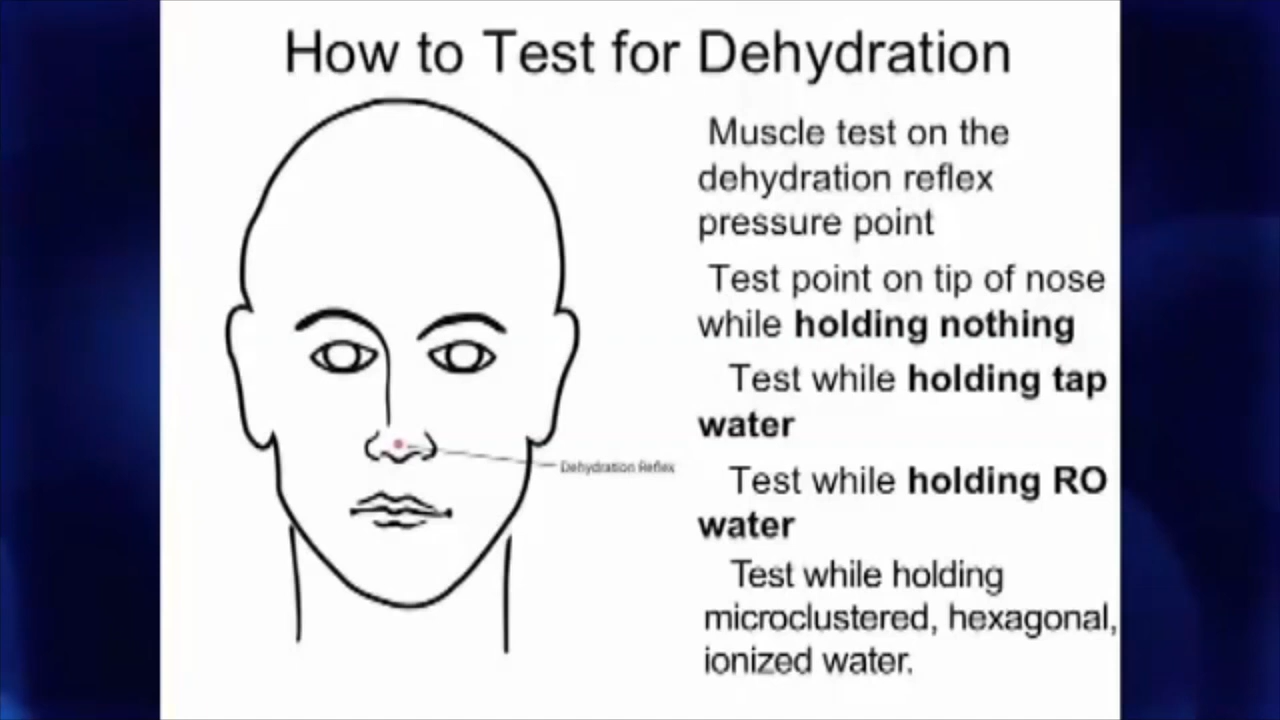 How to Test for Dehydration
Muscle test on the
dehydration reflex
pressure point
Test point on tip of nose
while holding nothing
Test while holding tap
water
Test while holding RO
water
Test while holding
microclustered, hexagonal,
ionized water.
Dehydration Reflex